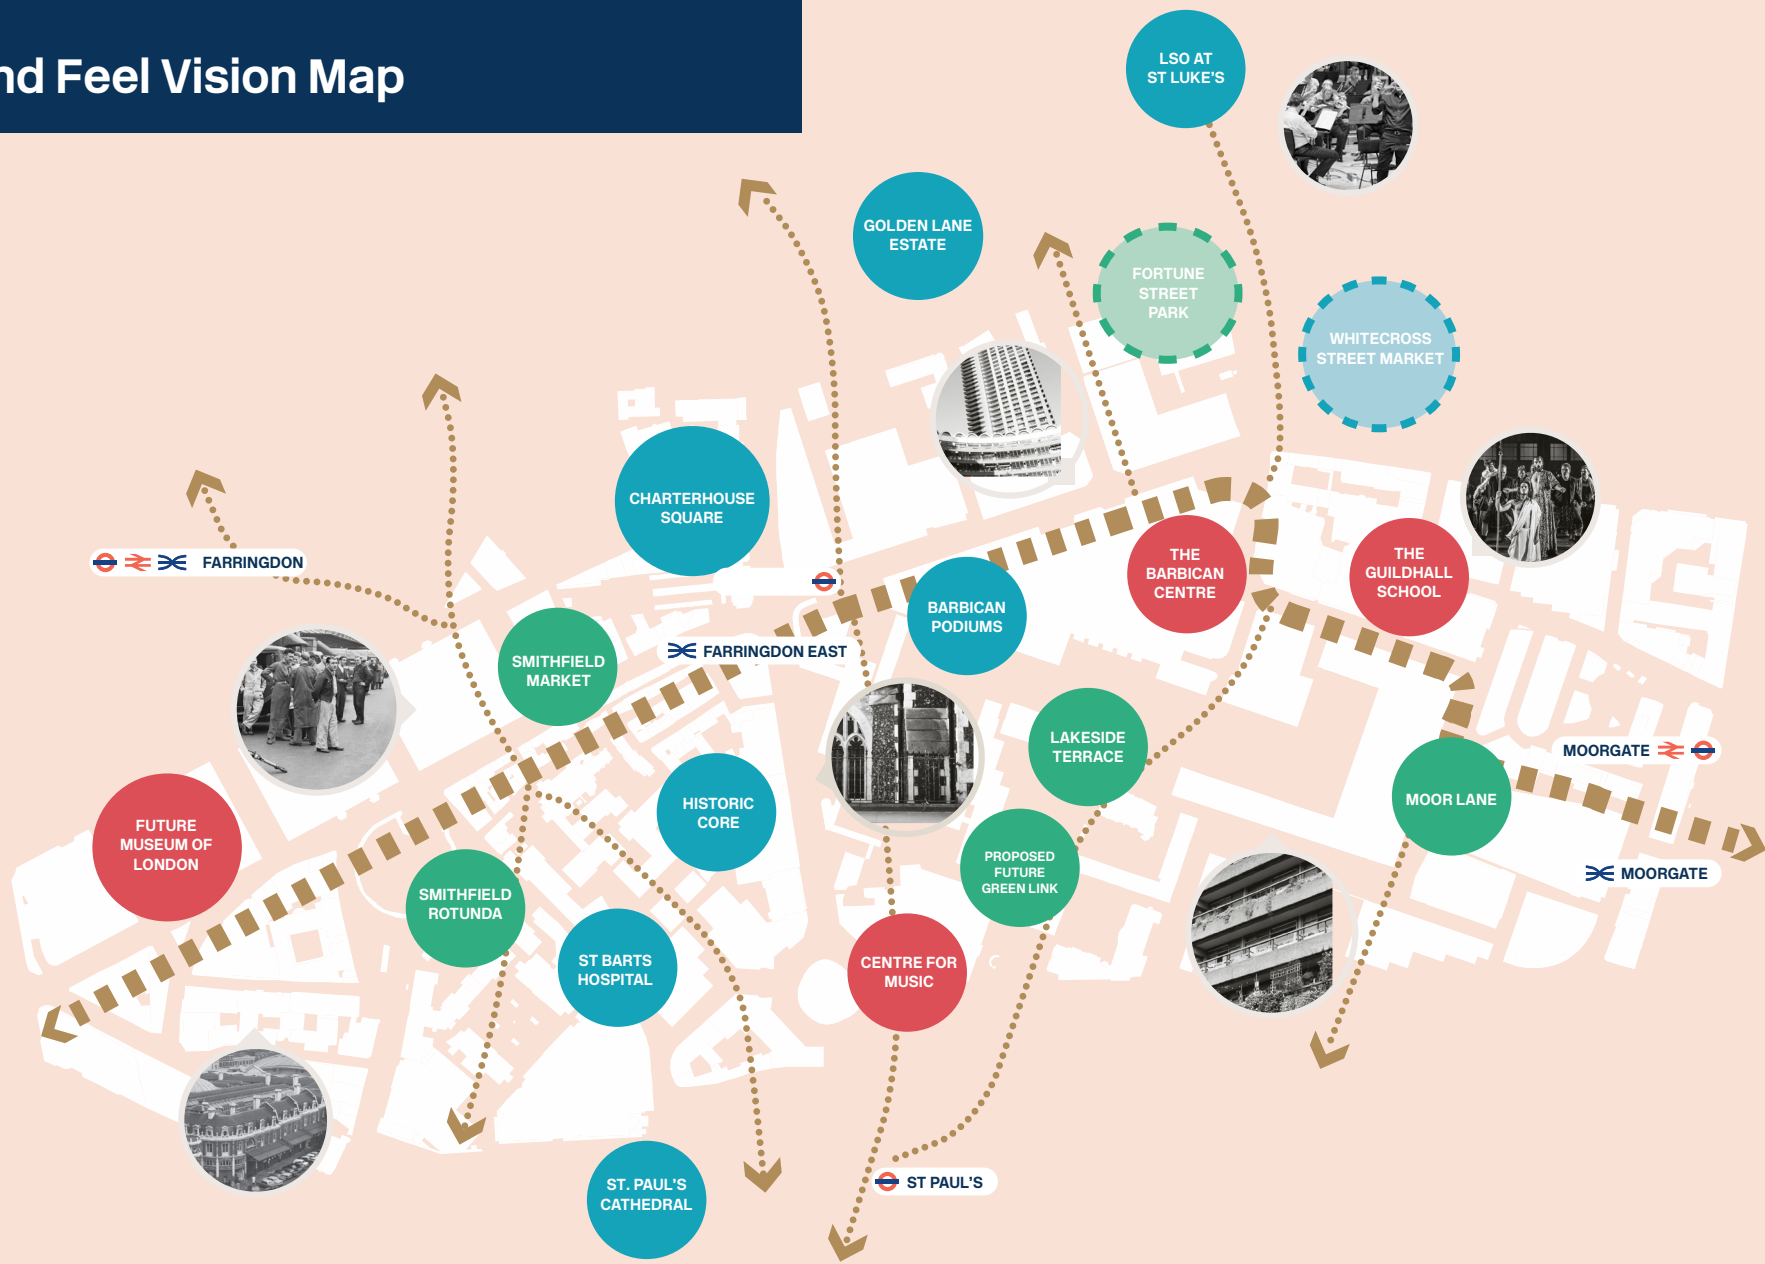 nd Feel Vision Map
LSO AT
ST LUKE'S
GOLDEN LANE
ESTATE
FORTUNE
STREET
PARK
WHITECROSS
STREET MARKET
CHARTERHOUSE
SQUARE
FARRINGDON
THE
BARBICAN
CENTRE
THE
GUILDHALL
SCHOOL
BARBICAN
PODIUMS
SMITHFIELD
MARKET
FARRINGDON EAST
LAKESIDE
TERRACE
MOORGATE
HISTORIC
CORE
MOOR LANE
FUTURE
MUSEUM OF
LONDON
PROPOSED
FUTURE
GREEN LINK
MOORGATE
SMITHFIELD
ROTUNDA
ST BARTS
HOSPITAL
CENTRE FOR
MUSIC
ST. PAUL'S
CATHEDRAL
ST PAUL'S